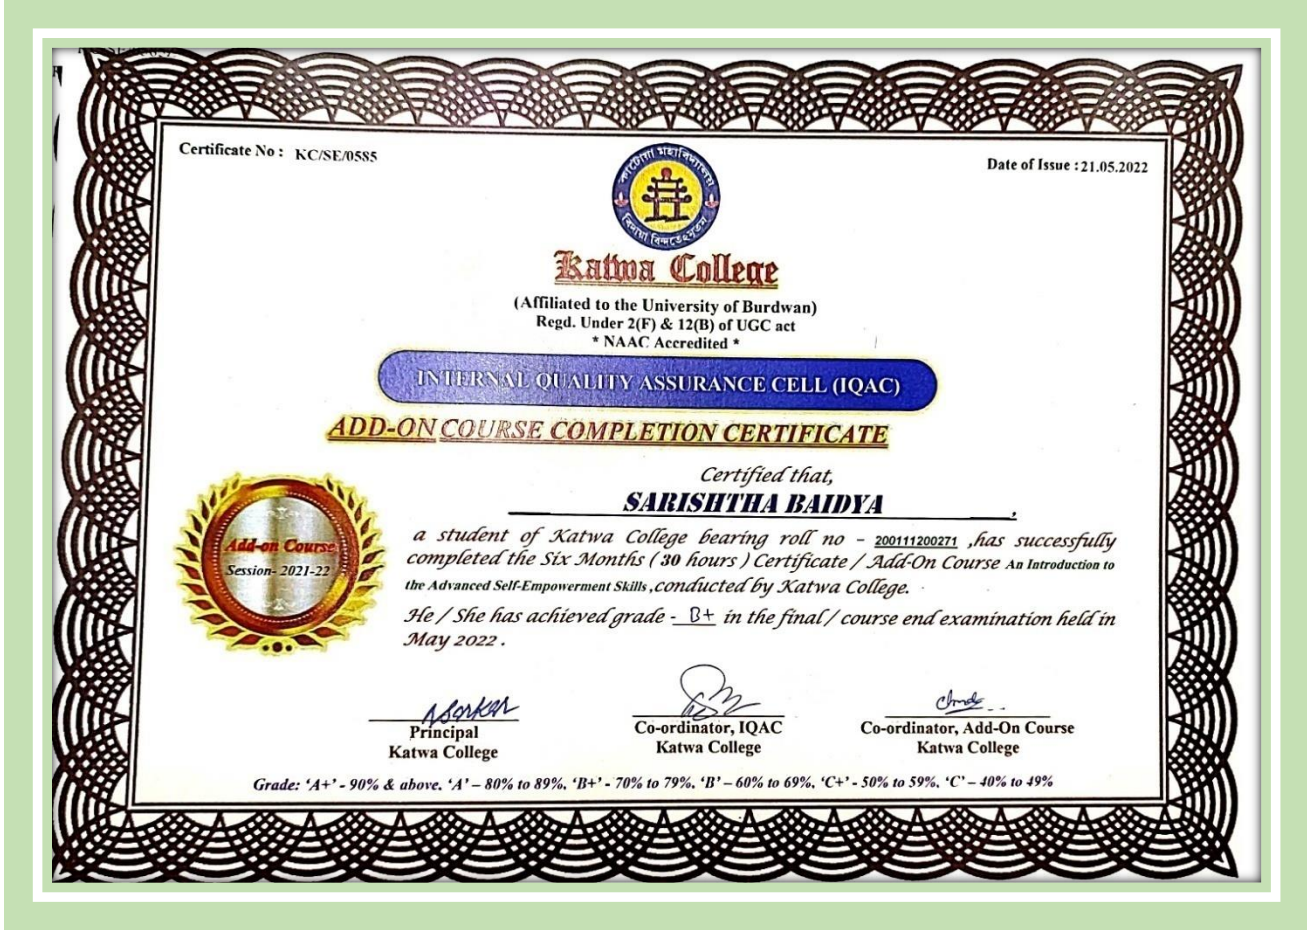 Certificate No : KC/SE/0585
Date of Issue : 21.05.2022
কাটোয়া মহাবিদ্যালয়
Katwa College
(Affiliated to the University of Burdwan)
Regd. Under 2(F) & 12(B) of UGC act
* NAAC Accredited *
INTERNAL QUALITY ASSURANCE CELL (IQAC)
ADD-ON COURSE COMPLETION CERTIFICATE
Certified that,
SARISHTHA BAIDYA ,
Add-on Course
Session- 2021-22
a student of Katwa College bearing roll no - 200111200271 ,has successfully
completed the Six Months ( 30 hours ) Certificate / Add-On Course An Introduction to
the Advanced Self-Empowerment Skills ,conducted by Katwa College.
He / She has achieved grade - B+ in the final / course end examination held in
May 2022 .
Principal
Katwa College
Co-ordinator, IQAC
Katwa College
Co-ordinator, Add-On Course
Katwa College
Grade: ‘A+’ - 90% & above, ‘A’ – 80% to 89%, ‘B+’ - 70% to 79%, ‘B’ – 60% to 69%, ‘C+’ - 50% to 59%, ‘C’ – 40% to 49%